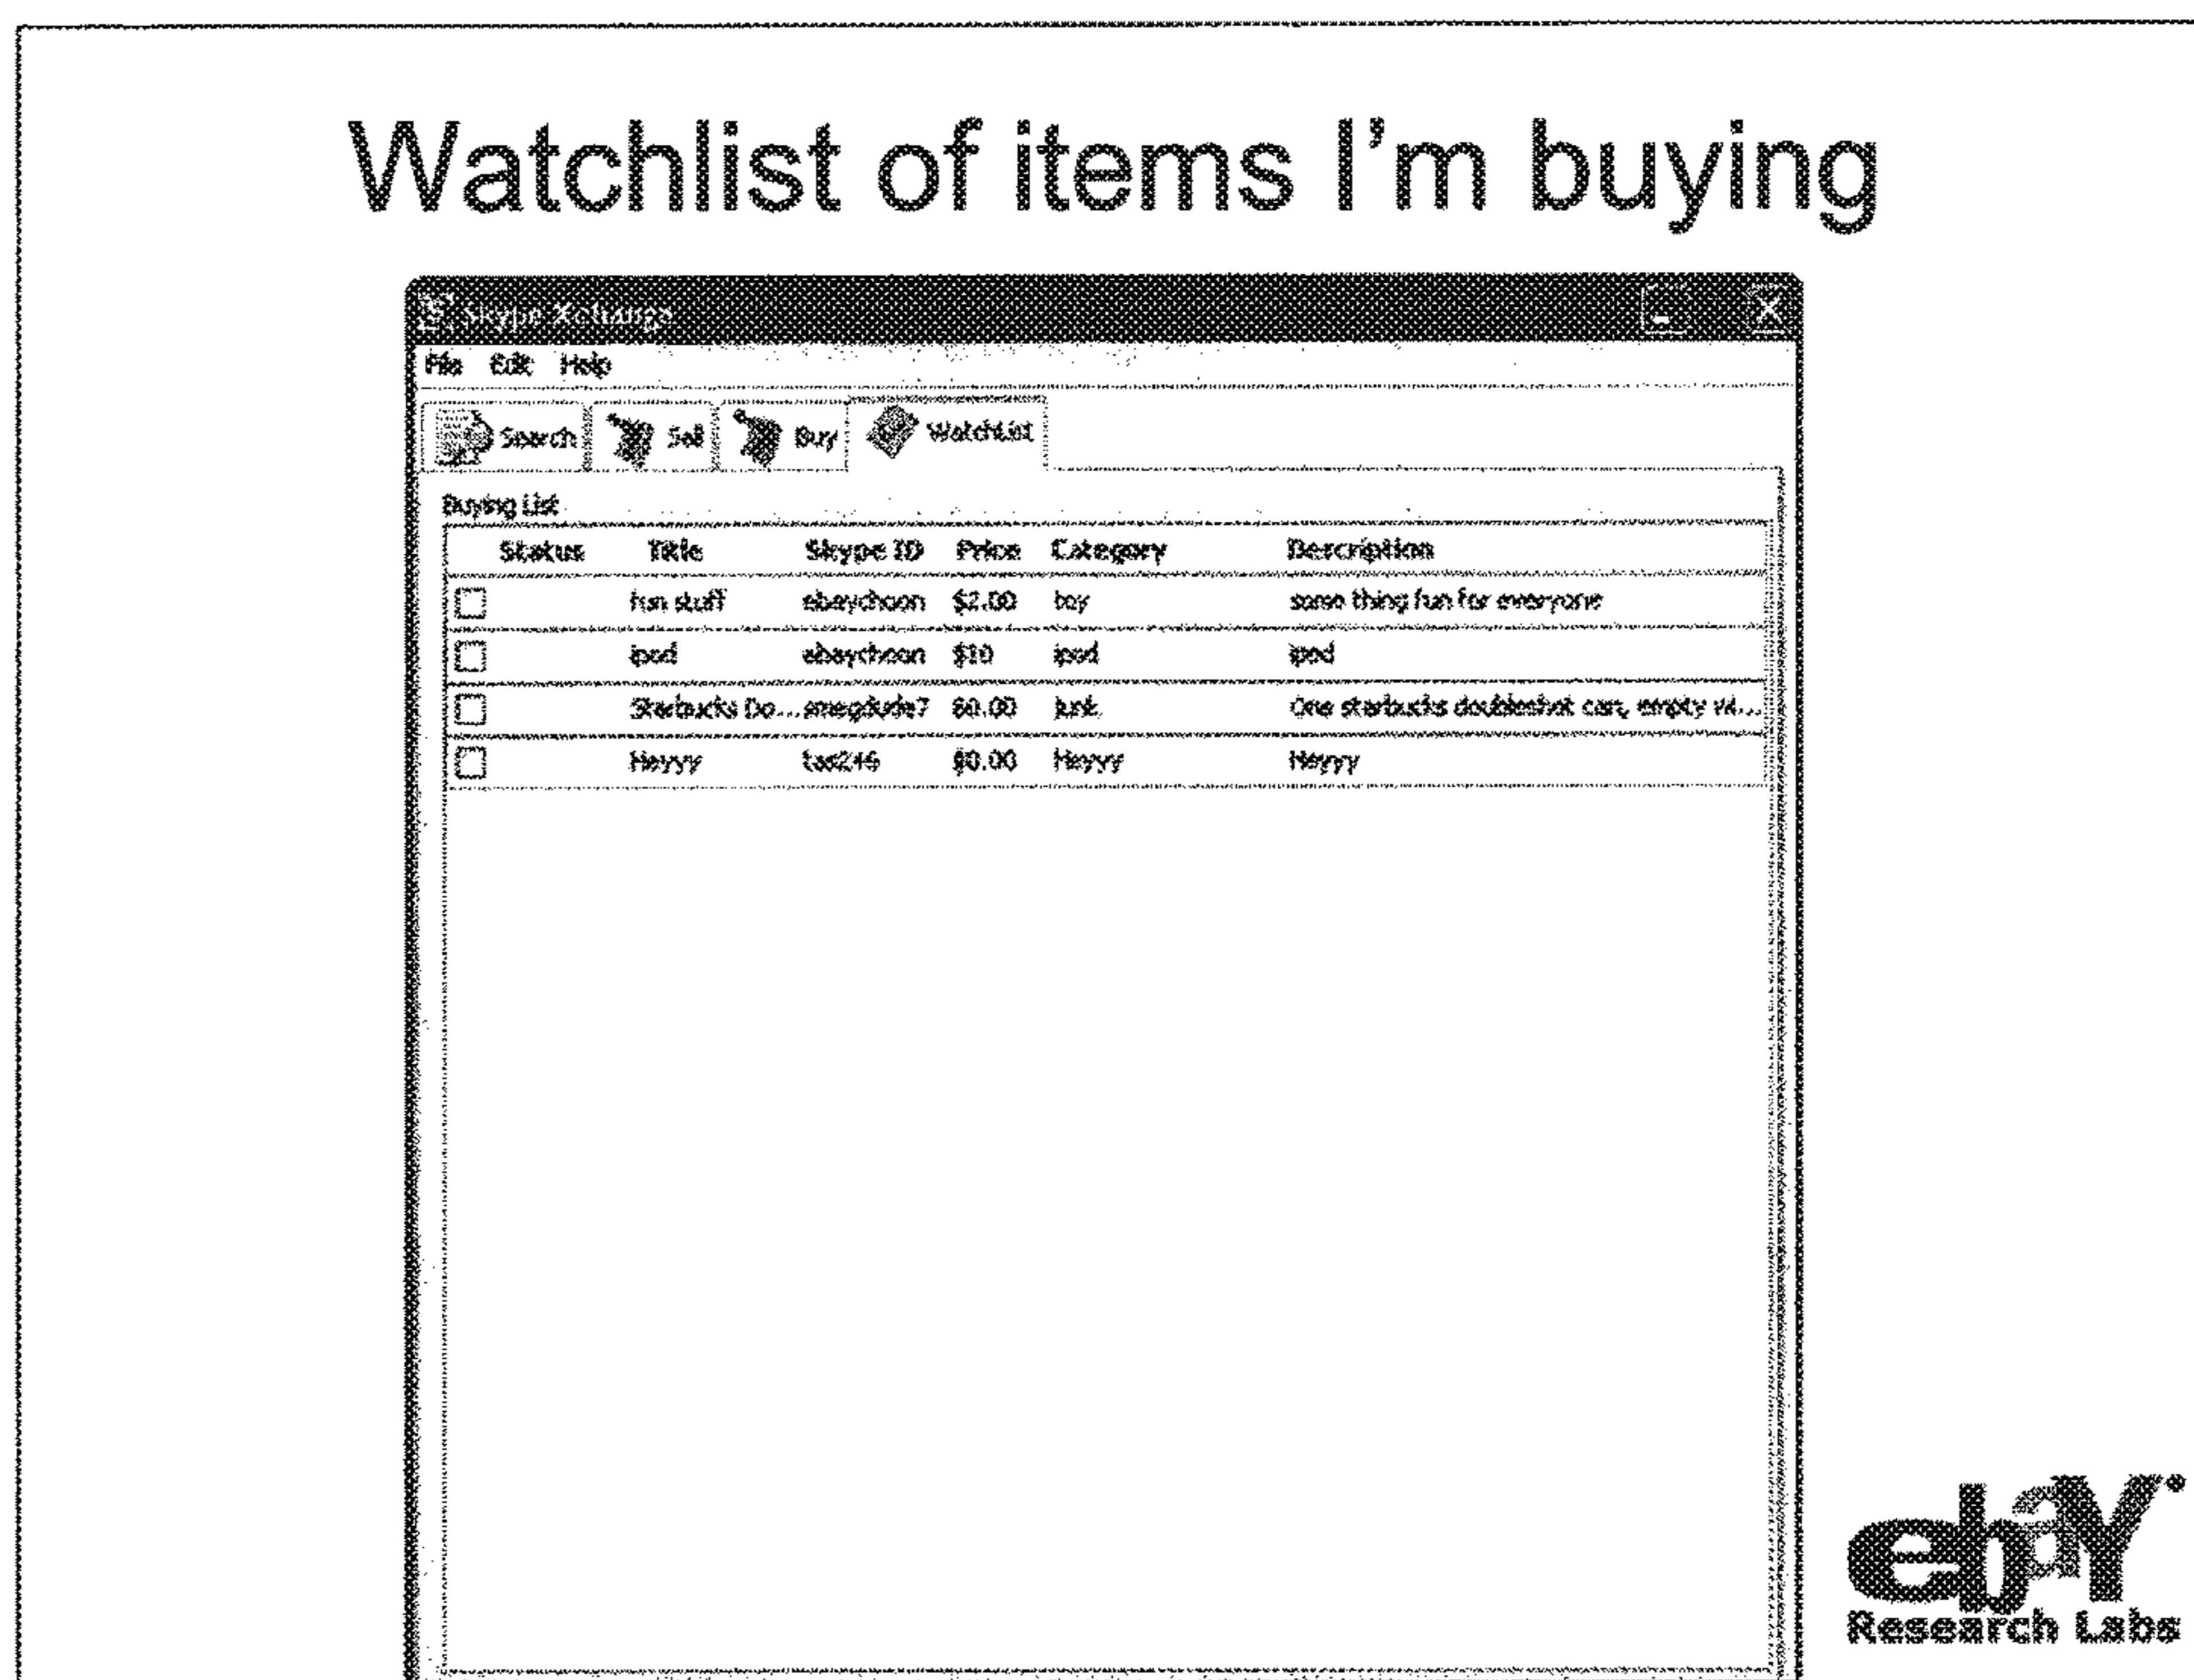 Watchlist of items I'm buying
Skype Xchange
File Edit Help
Search Sell Buy WatchList
Buying List
Status Title Skype ID Price Category Description
fun stuff ebaychoon $2.00 toy some thing fun for everyone
ipod ebaychoon $10 ipod ipod
Starbucks Do... $0.00 junk One starbucks doubleshot can, empty wi...
Heyyy $0.00 Heyyy Heyyy
ebaY
Research Labs